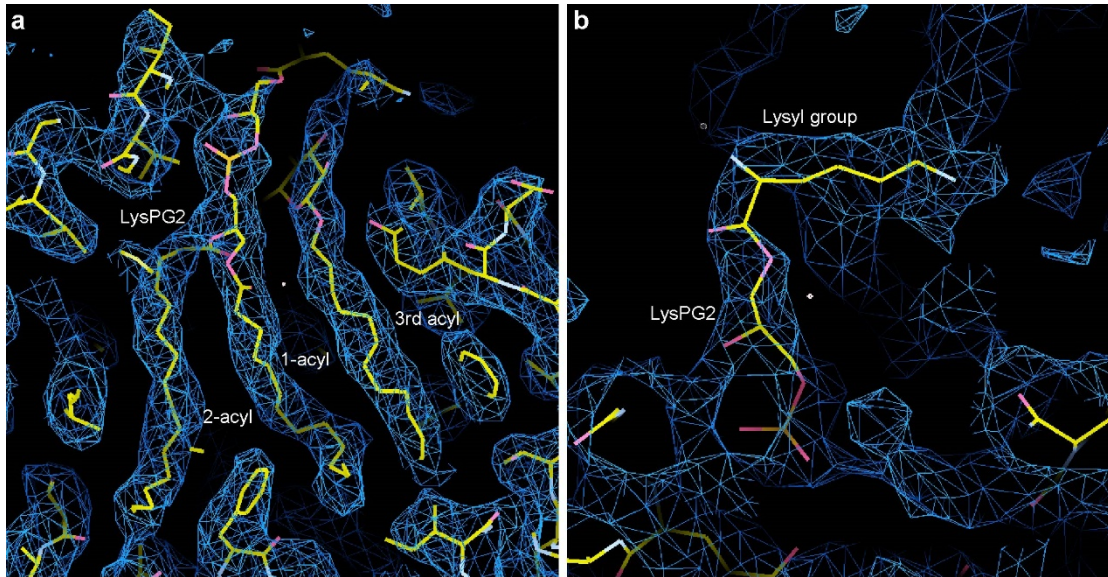 a
LysPG2
3rd acyl
1-acyl
2-acyl
b
Lysyl group
LysPG2